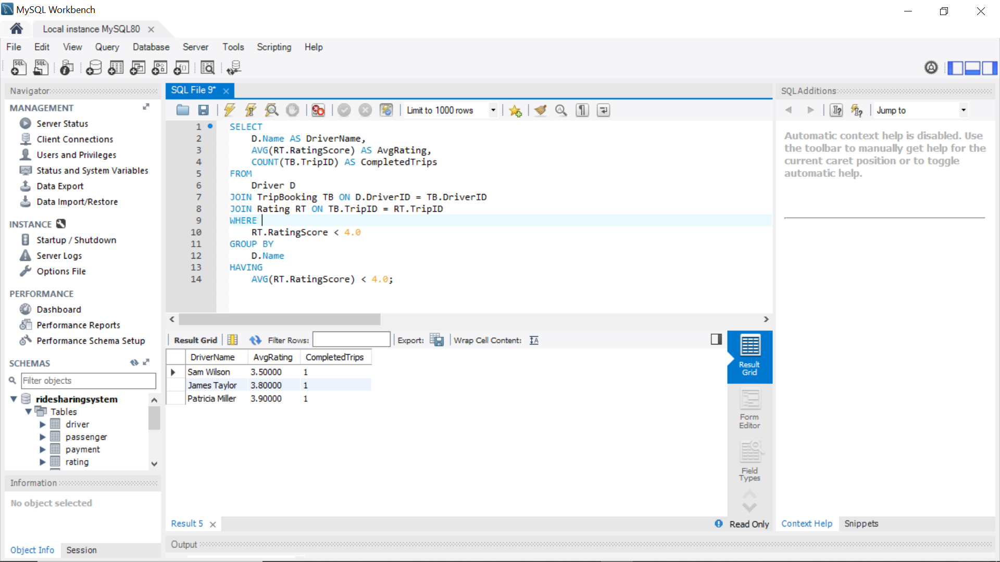 MySQL Workbench
Local instance MySQL80
File Edit View Query Database Server Tools Scripting Help
Navigator
MANAGEMENT
Server Status
Client Connections
Users and Privileges
Status and System Variables
Data Export
Data Import/Restore
INSTANCE
Startup / Shutdown
Server Logs
Options File
PERFORMANCE
Dashboard
Performance Reports
Performance Schema Setup
SCHEMAS
Filter objects
ridesharingsystem
Tables
driver
passenger
payment
rating
Information
No object selected
Object Info Session
SQL File 9*
Limit to 1000 rows
1 SELECT
2 D.Name AS DriverName,
3 AVG(RT.RatingScore) AS AvgRating,
4 COUNT(TB.TripID) AS CompletedTrips
5 FROM
6 Driver D
7 JOIN TripBooking TB ON D.DriverID = TB.DriverID
8 JOIN Rating RT ON TB.TripID = RT.TripID
9 WHERE
10 RT.RatingScore < 4.0
11 GROUP BY
12 D.Name
13 HAVING
14 AVG(RT.RatingScore) < 4.0;
Result Grid Filter Rows: Export: Wrap Cell Content:
DriverName AvgRating CompletedTrips
Sam Wilson 3.50000 1
James Taylor 3.80000 1
Patricia Miller 3.90000 1
Result
Grid
Form
Editor
Field
Types
Result 5
Read Only
Output
SQLAdditions
Jump to
Automatic context help is disabled. Use
the toolbar to manually get help for the
current caret position or to toggle
automatic help.
Context Help Snippets